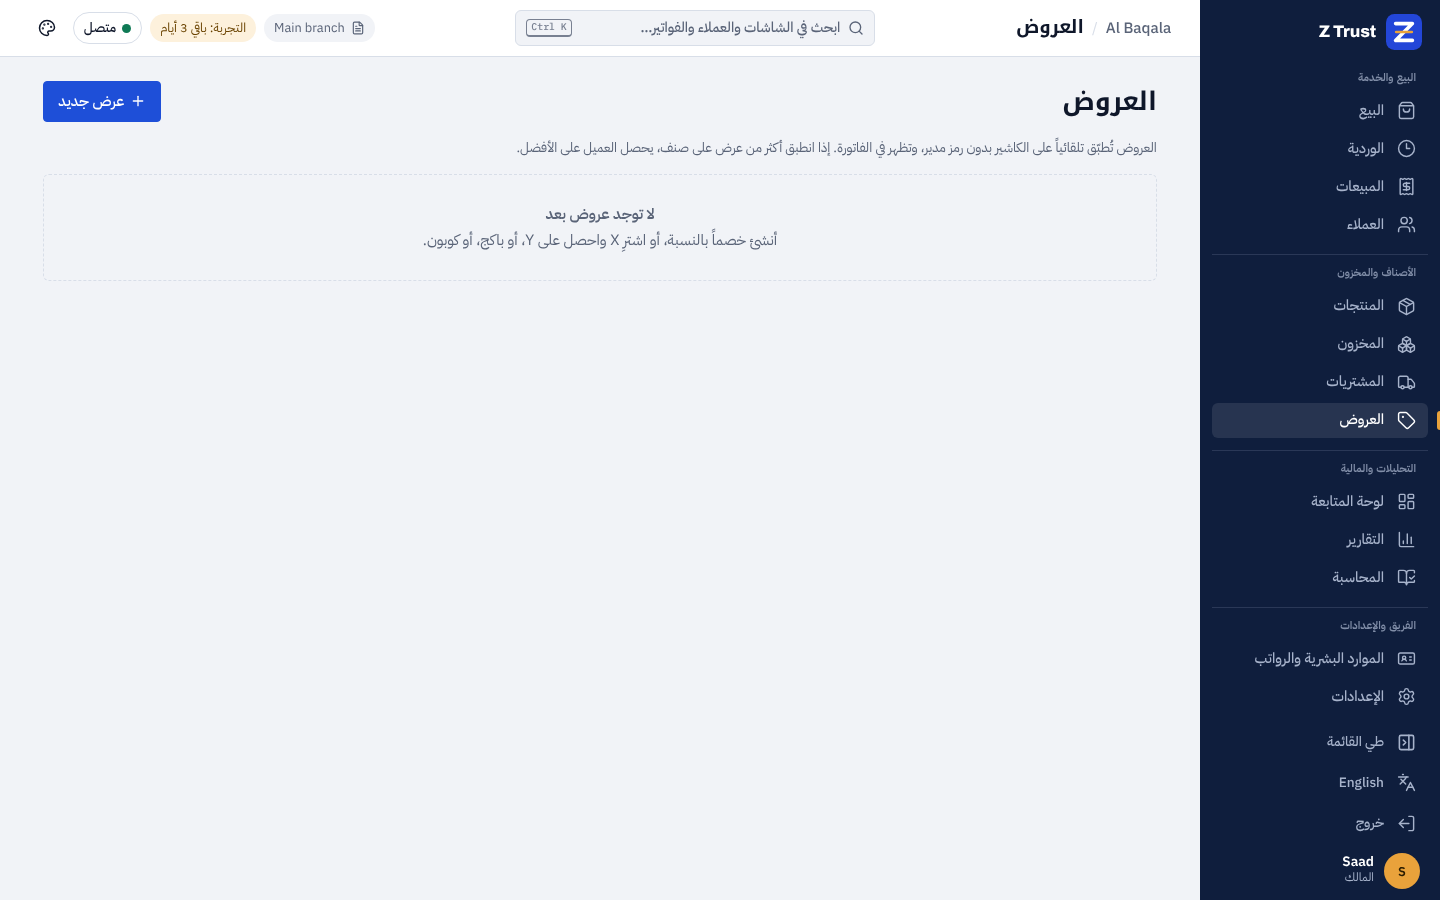 Z Trust
البيع والخدمة
البيع
الوردية
المبيعات
العملاء
الأصناف والمخزون
المنتجات
المخزون
المشتريات
العروض
التحليلات والمالية
لوحة المتابعة
التقارير
المحاسبة
الفريق والإعدادات
الموارد البشرية والرواتب
الإعدادات
طي القائمة
English
خروج
Saad
المالك
S
Al Baqala / العروض
ابحث في الشاشات والعملاء والفواتير... Ctrl K
Main branch
التجربة: باقي 3 أيام
متصل
العروض
عرض جديد
العروض تُطبّق تلقائياً على الكاشير بدون رمز مدير، وتظهر في الفاتورة. إذا انطبق أكثر من عرض على صنف، يحصل العميل على الأفضل.
لا توجد عروض بعد
أنشئ خصماً بالنسبة، أو اشترِ X واحصل على Y، أو باكج، أو كوبون.